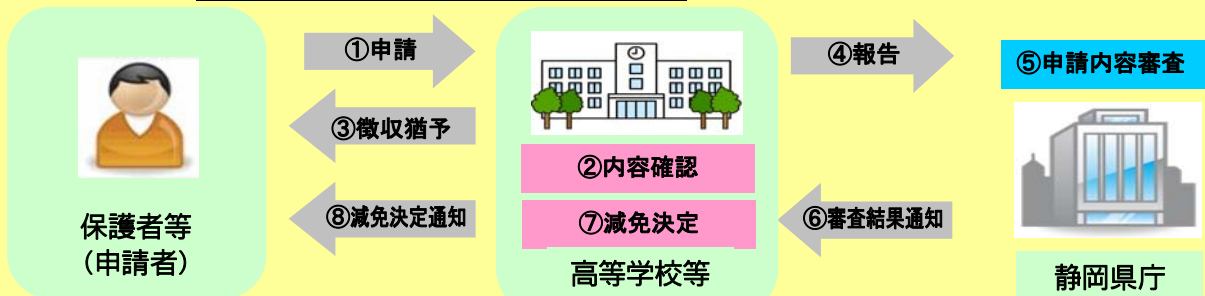 ①申請
③徴収猶予
⑧減免決定通知
保護者等
（申請者）
②内容確認
⑦減免決定
高等学校等
④報告
⑥審査結果通知
⑤申請内容審査
静岡県庁